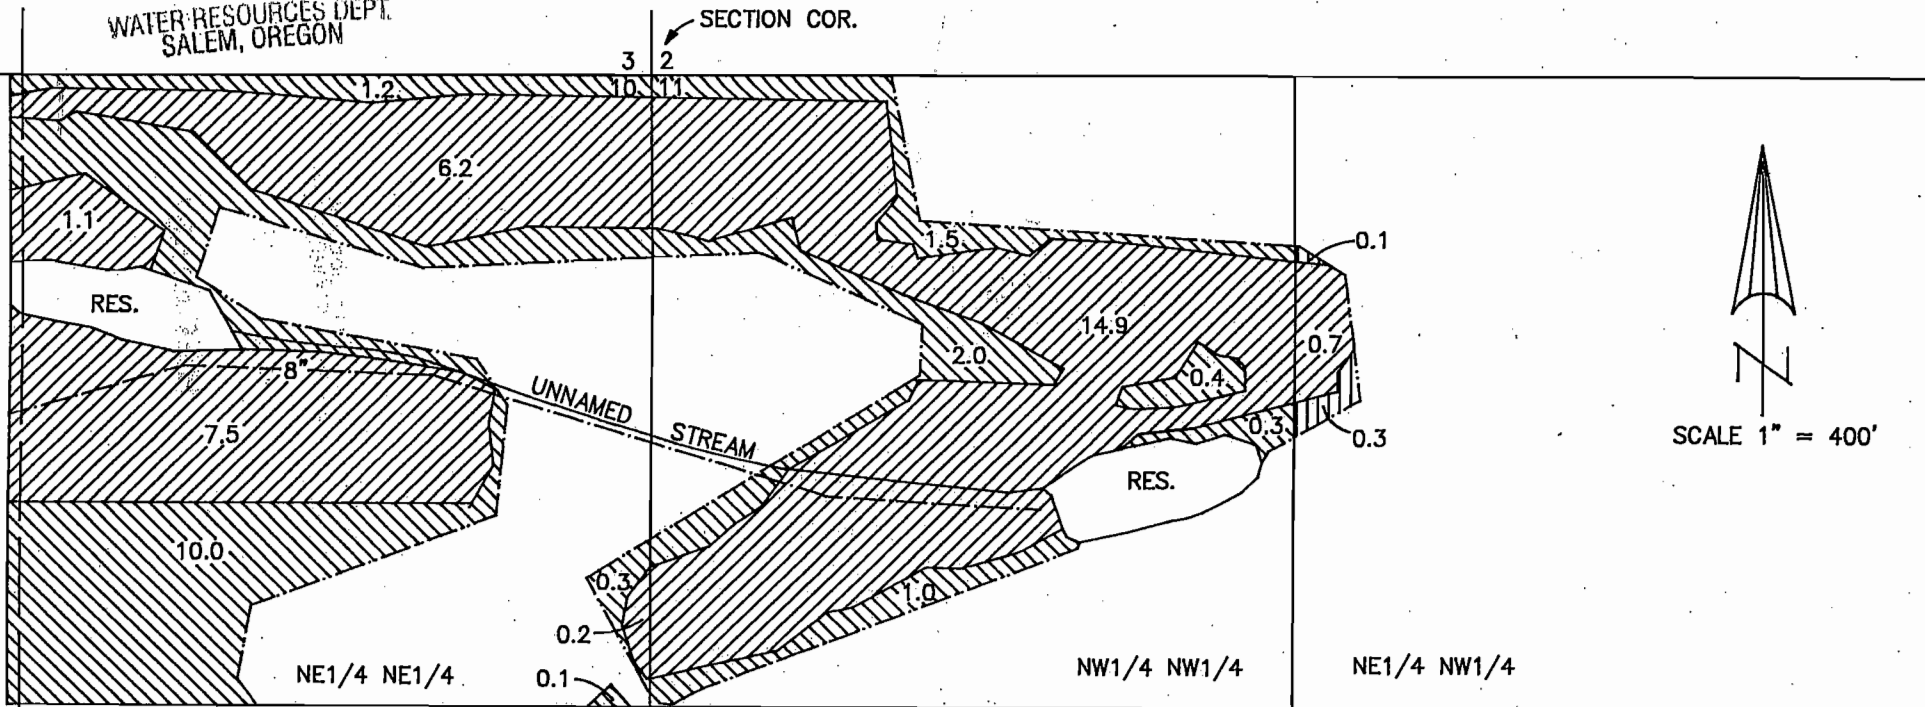 WATER RESOURCES DEPT.
SALEM, OREGON
SECTION COR.
3 2
10 11
1.2
6.2
1.1
1.5
0.1
RES.
14.9
0.7
2.0
8"
0.4
UNNAMED STREAM
7.5
0.3
0.3
SCALE 1" = 400'
RES.
10.0
0.3
1.0
0.2
NE1/4 NE1/4
0.1
NW1/4 NW1/4
NE1/4 NW1/4
N